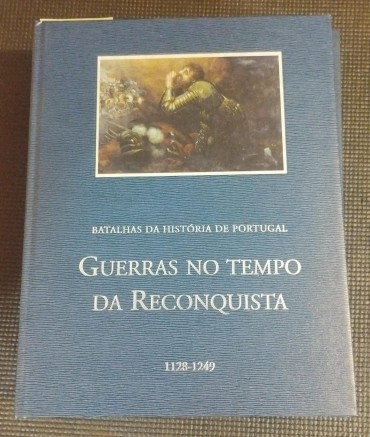 BATALHAS DA HISTÓRIA DE PORTUGAL
GUERRAS NO TEMPO
DA RECONQUISTA
1128-1249